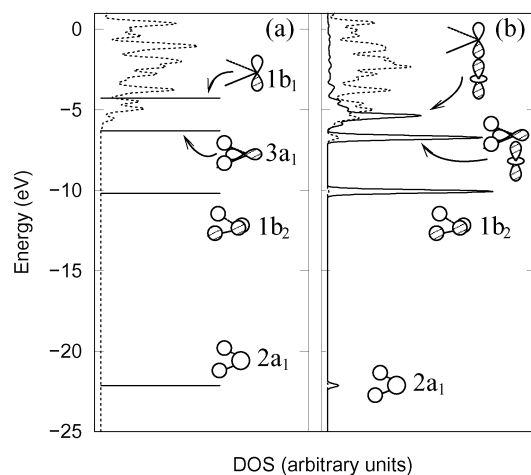 0
−5
−10
−15
−20
−25
Energy (eV)
(a)
1b₁
3a₁
1b₂
2a₁
(b)
1b₂
2a₁
DOS (arbitrary units)